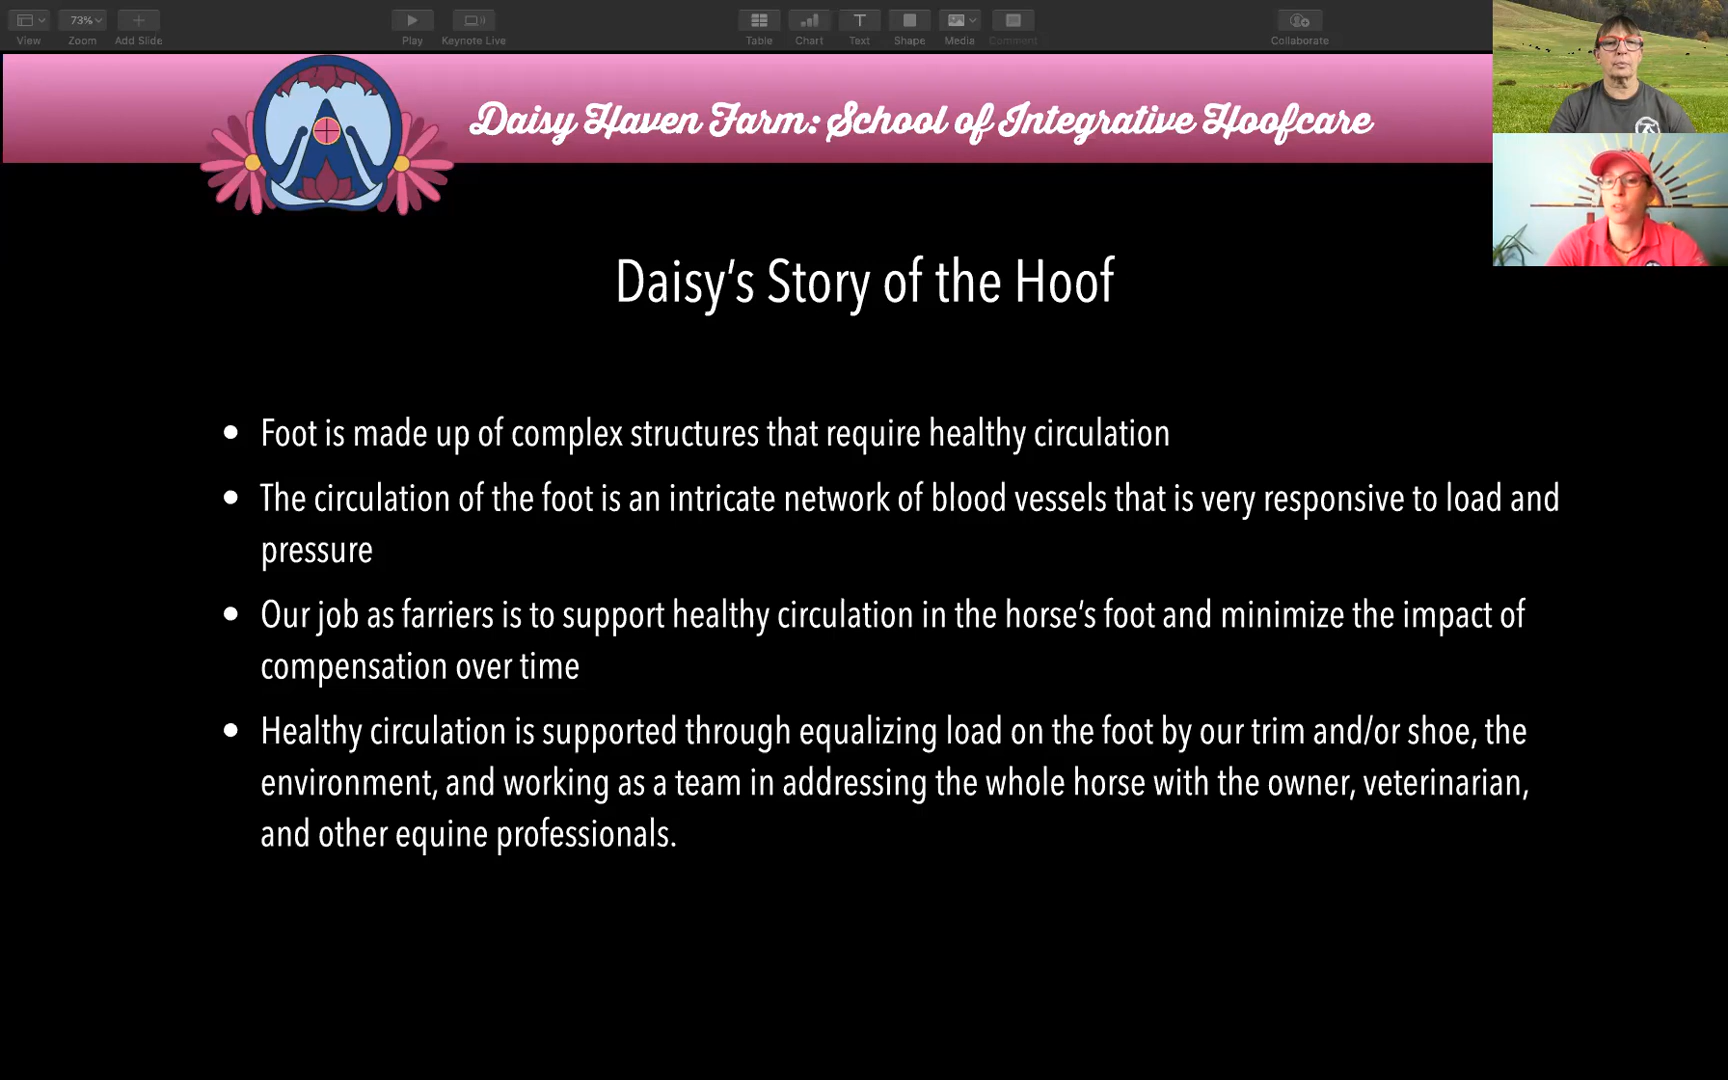 73%
View
Zoom
Add Slide
Play
Keynote Live
Table
Chart
T
Text
Shape
Media
Comment
Collaborate
Daisy Haven Farm: School of Integrative Hoofcare
Daisy's Story of the Hoof
• Foot is made up of complex structures that require healthy circulation
• The circulation of the foot is an intricate network of blood vessels that is very responsive to load and
pressure
• Our job as farriers is to support healthy circulation in the horse's foot and minimize the impact of
compensation over time
• Healthy circulation is supported through equalizing load on the foot by our trim and/or shoe, the
environment, and working as a team in addressing the whole horse with the owner, veterinarian,
and other equine professionals.